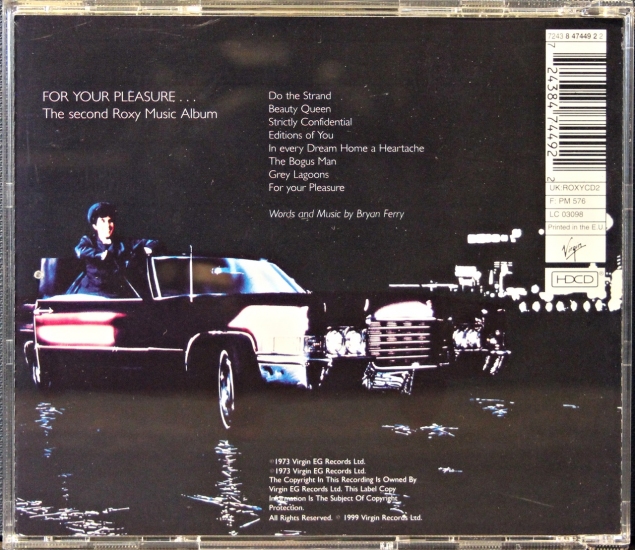 FOR YOUR PLEASURE . . .
The second Roxy Music Album
Do the Strand
Beauty Queen
Strictly Confidential
Editions of You
In every Dream Home a Heartache
The Bogus Man
Grey Lagoons
For your Pleasure
Words and Music by Bryan Ferry
7243 8 47449 2 2
7 24384 74492 2
UK:ROXYCD2
F: PM 576
LC 03098
Printed in the E.U.
Virgin
HDCD
℗1973 Virgin EG Records Ltd.
©1973 Virgin EG Records Ltd.
The Copyright In This Recording Is Owned By
Virgin EG Records Ltd. This Label Copy
Information Is The Subject Of Copyright
Protection.
All Rights Reserved. © 1999 Virgin Records Ltd.